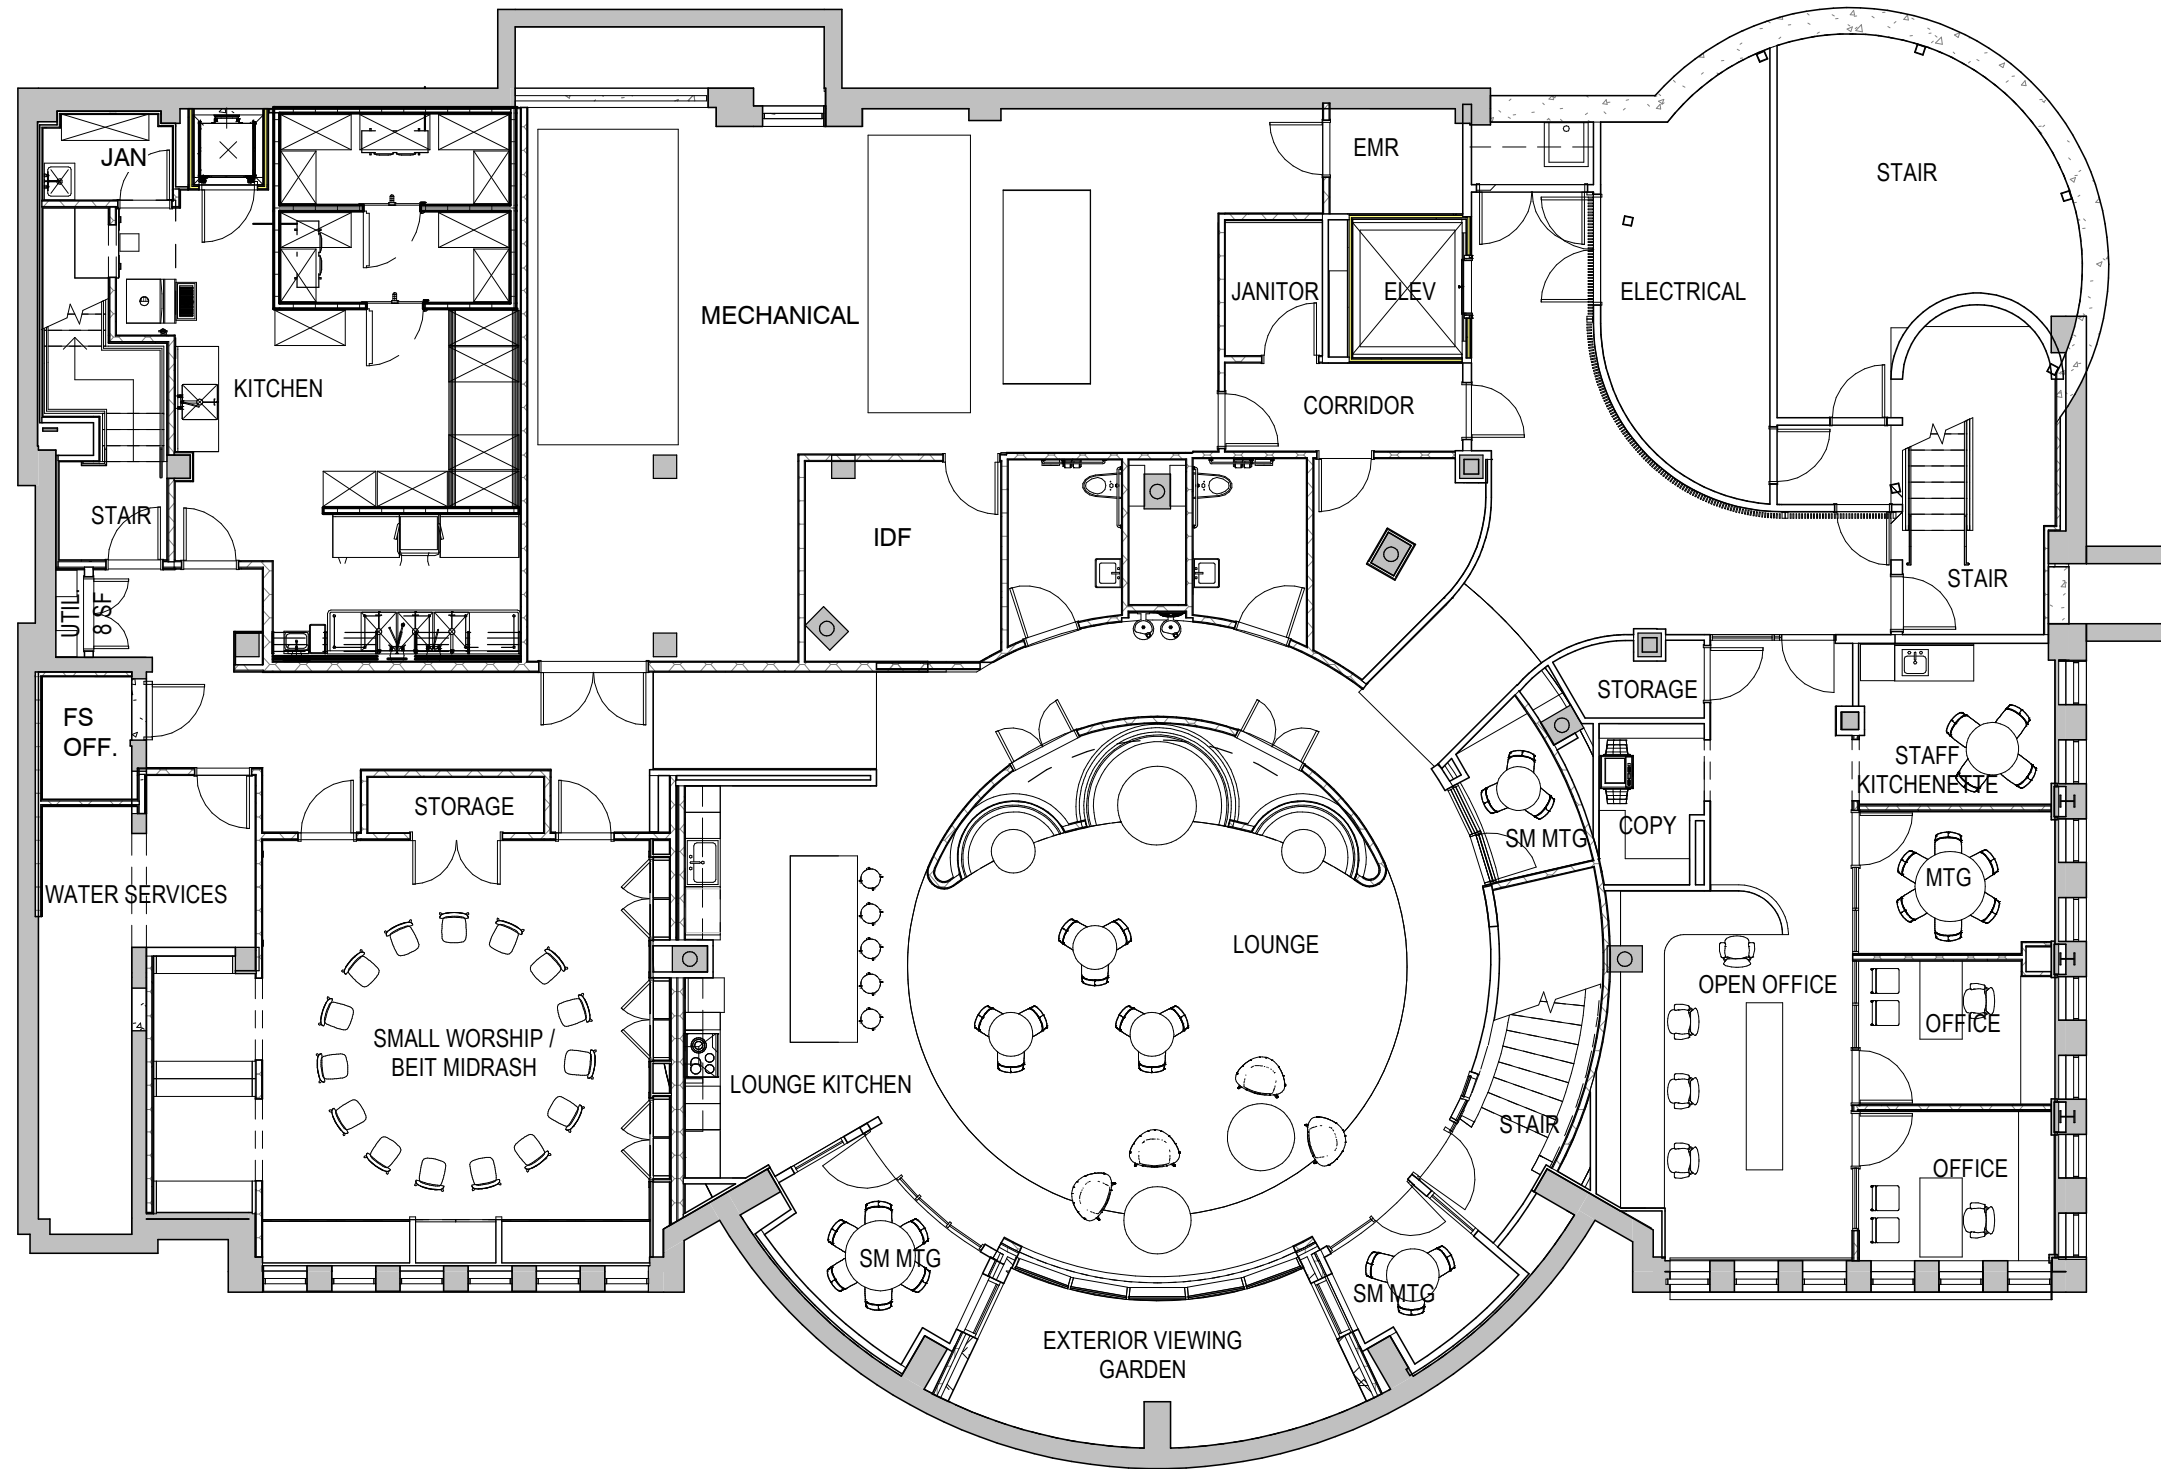 JAN
EMR
STAIR
MECHANICAL
JANITOR
ELEV
ELECTRICAL
KITCHEN
CORRIDOR
STAIR
IDF
STAIR
UTIL.
8 SF
FS
OFF.
STORAGE
STORAGE
STAFF
KITCHENETTE
SM MTG
COPY
MTG
WATER SERVICES
LOUNGE
OPEN OFFICE
OFFICE
SMALL WORSHIP /
BEIT MIDRASH
LOUNGE KITCHEN
STAIR
OFFICE
SM MTG
SM MTG
EXTERIOR VIEWING
GARDEN